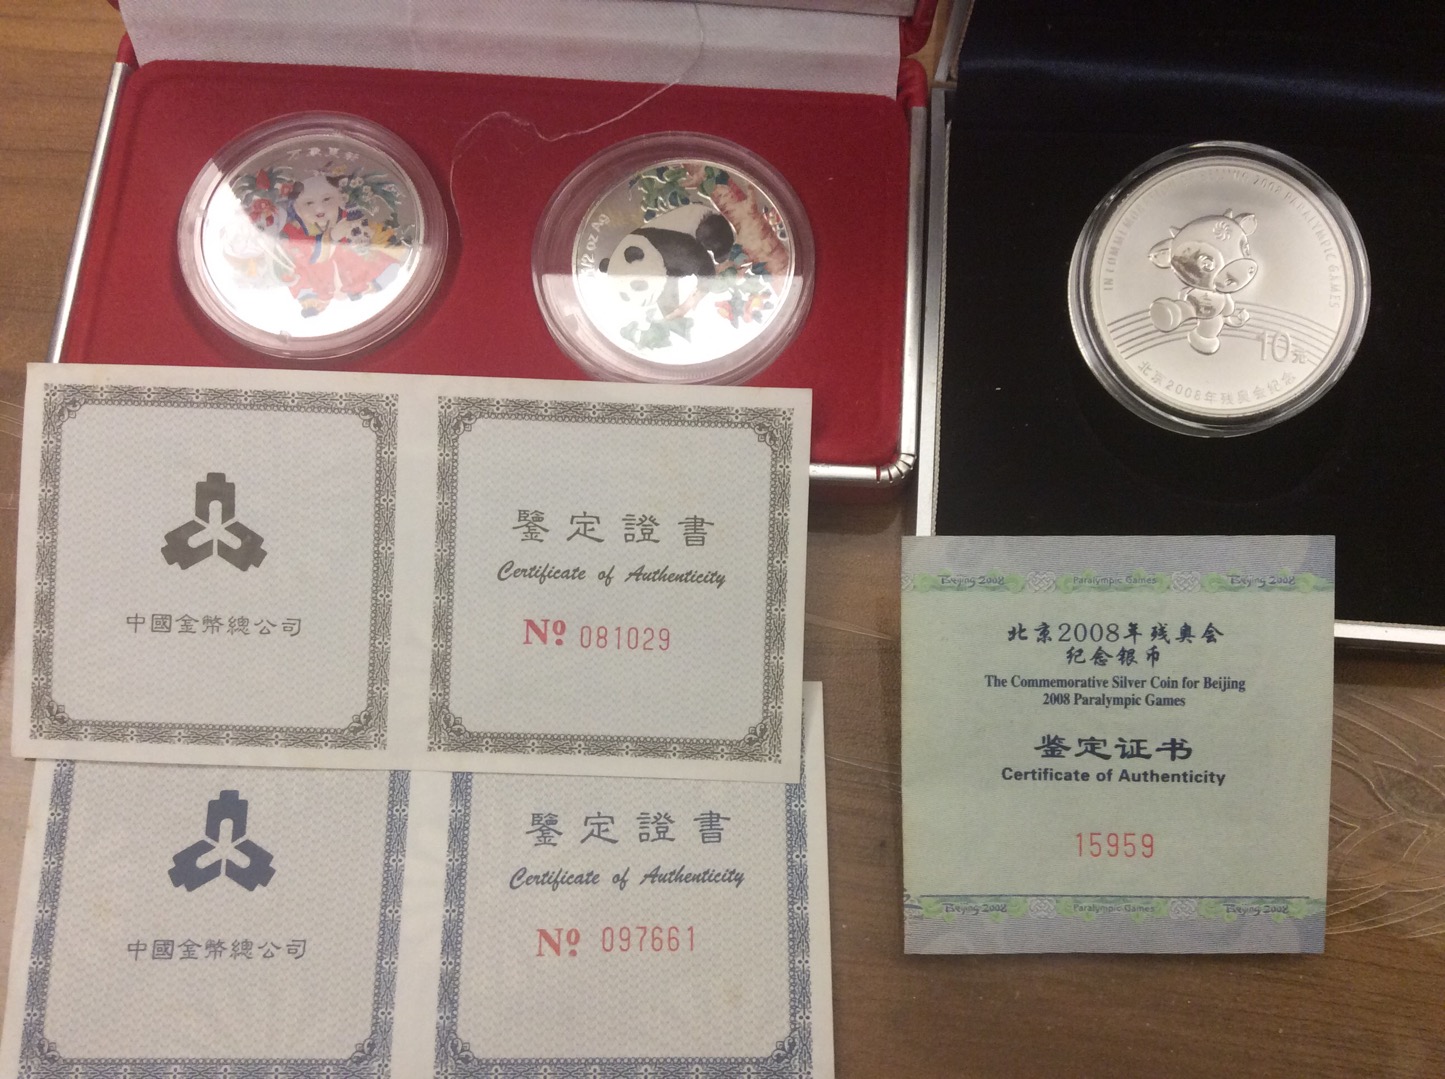 万象更新
1/2 oz Ag
IN COMMEMORATION OF BEIJING 2008 PARALYMPIC GAMES
10元
北京2008年残奥会纪念
中國金幣總公司
鑒定證書
Certificate of Authenticity
Nº 081029
中國金幣總公司
鑒定證書
Certificate of Authenticity
Nº 097661
Beijing 2008 Paralympic Games Beijing 2008
北京2008年残奥会
纪念银币
The Commemorative Silver Coin for Beijing
2008 Paralympic Games
鉴定证书
Certificate of Authenticity
15959
Beijing 2008 Paralympic Games Beijing 2008